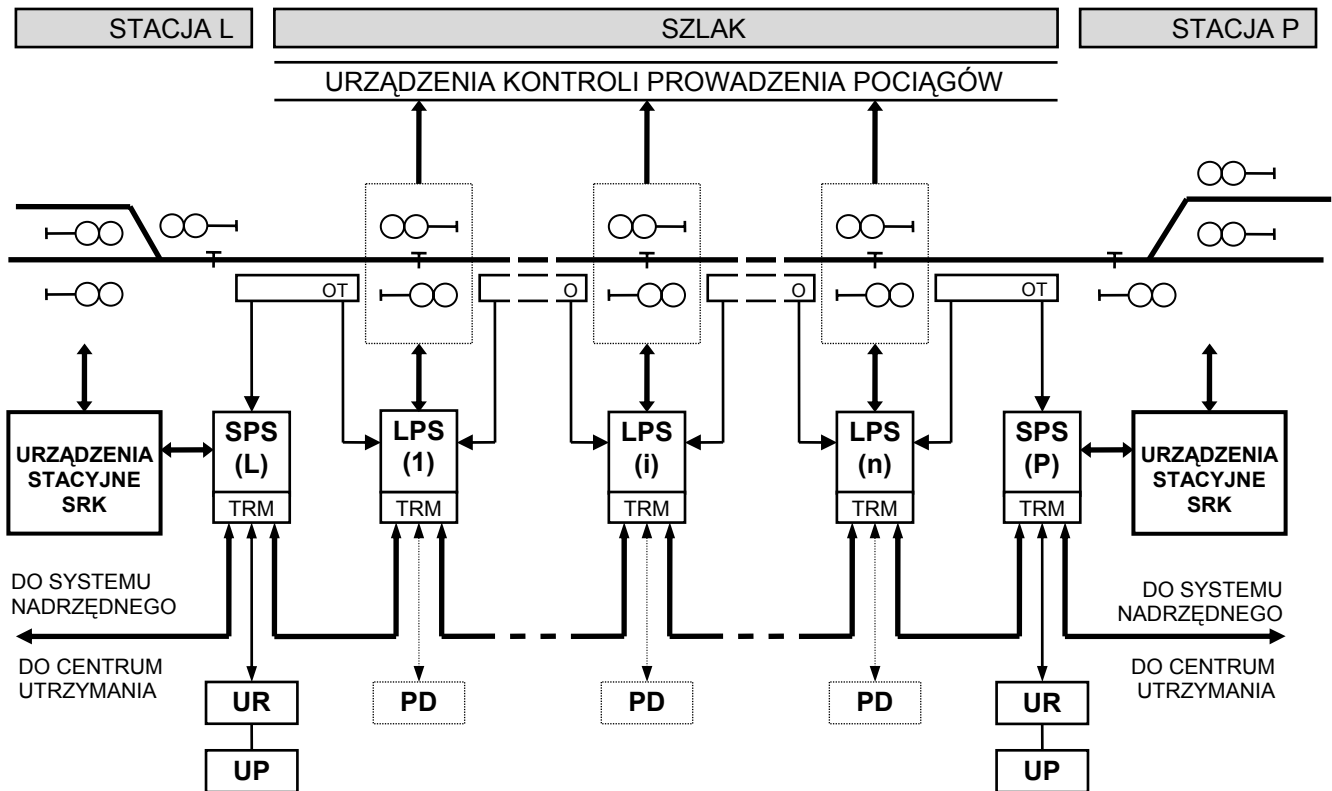 STACJA L
SZLAK
STACJA P
URZĄDZENIA KONTROLI PROWADZENIA POCIĄGÓW
OT
O
O
OT
URZĄDZENIA
STACYJNE
SRK
SPS
(L)
TRM
LPS
(1)
TRM
LPS
(i)
TRM
LPS
(n)
TRM
SPS
(P)
TRM
URZĄDZENIA
STACYJNE
SRK
DO SYSTEMU
NADRZĘDNEGO
DO SYSTEMU
NADRZĘDNEGO
DO CENTRUM
UTRZYMANIA
DO CENTRUM
UTRZYMANIA
UR
PD
PD
PD
UR
UP
UP